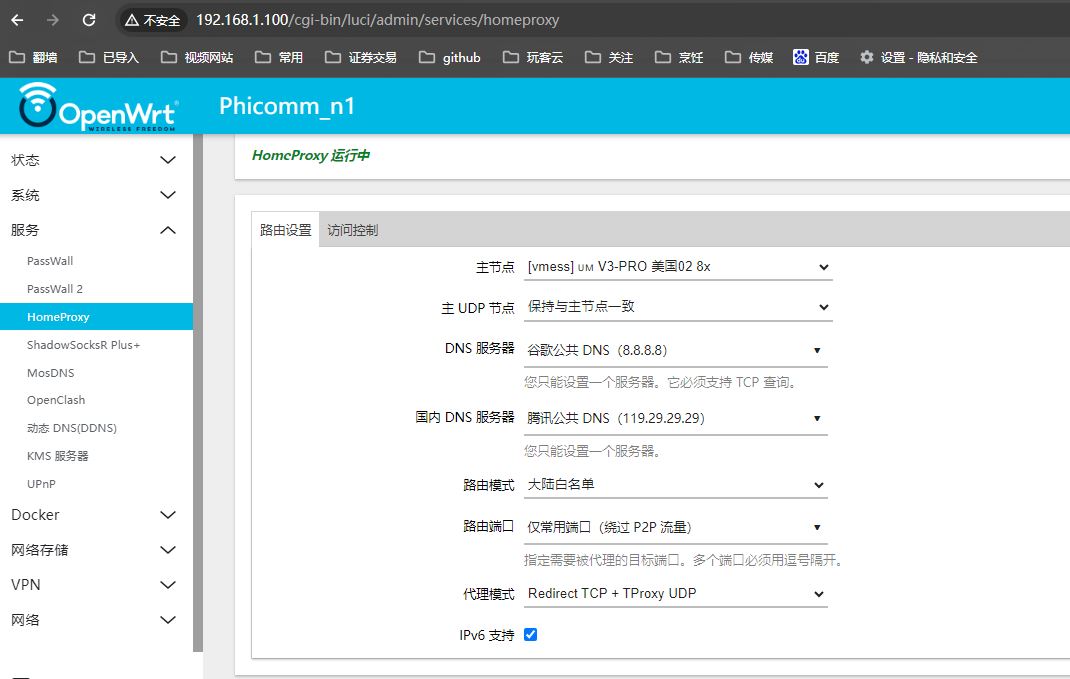 不安全 192.168.1.100/cgi-bin/luci/admin/services/homeproxy
翻墙 已导入 视频网站 常用 证券交易 github 玩客云 关注 烹饪 传媒 百度 设置 - 隐私和安全
OpenWrt
WIRELESS FREEDOM
Phicomm_n1
状态
系统
服务
PassWall
PassWall 2
HomeProxy
ShadowSocksR Plus+
MosDNS
OpenClash
动态 DNS(DDNS)
KMS 服务器
UPnP
Docker
网络存储
VPN
网络
HomeProxy 运行中
路由设置 访问控制
主节点 [vmess] UM V3-PRO 美国02 8x
主 UDP 节点 保持与主节点一致
DNS 服务器 谷歌公共 DNS（8.8.8.8）
您只能设置一个服务器。它必须支持 TCP 查询。
国内 DNS 服务器 腾讯公共 DNS（119.29.29.29）
您只能设置一个服务器。
路由模式 大陆白名单
路由端口 仅常用端口（绕过 P2P 流量）
指定需要被代理的目标端口。多个端口必须用逗号隔开。
代理模式 Redirect TCP + TProxy UDP
IPv6 支持